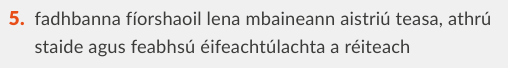 5. fadhbanna fíorshaoil lena mbaineann aistriú teasa, athrú
staide agus feabhsú éifeachtúlachta a réiteach